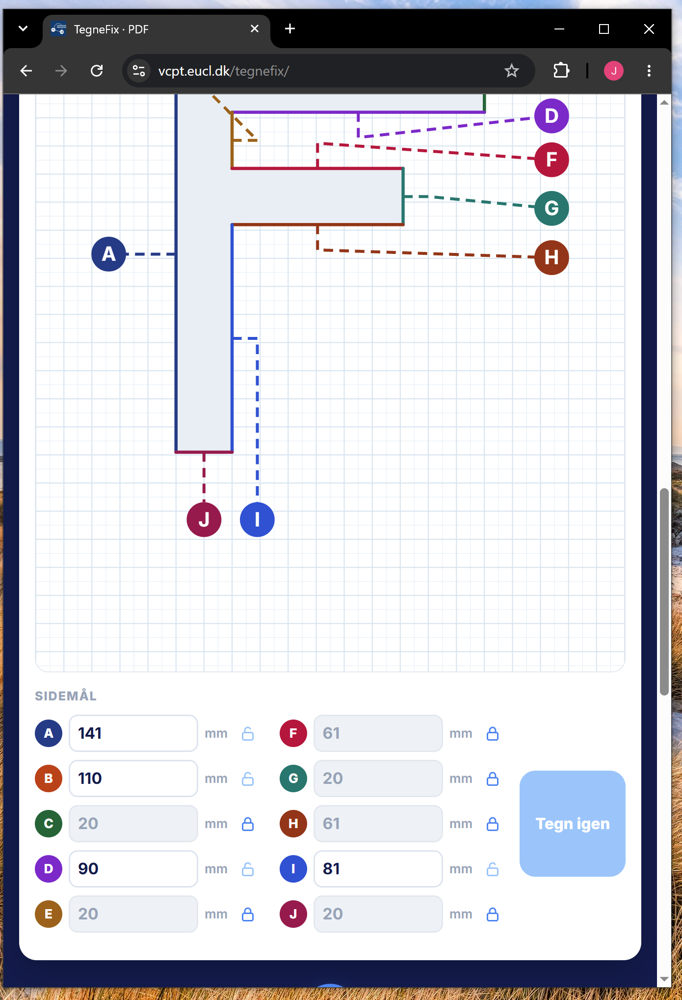 TegneFix · PDF
vcpt.eucl.dk/tegnefix/
J
D
F
G
A
H
J
I
SIDEMÅL
A 141 mm
F 61 mm
B 110 mm
G 20 mm
C 20 mm
H 61 mm
Tegn igen
D 90 mm
I 81 mm
E 20 mm
J 20 mm